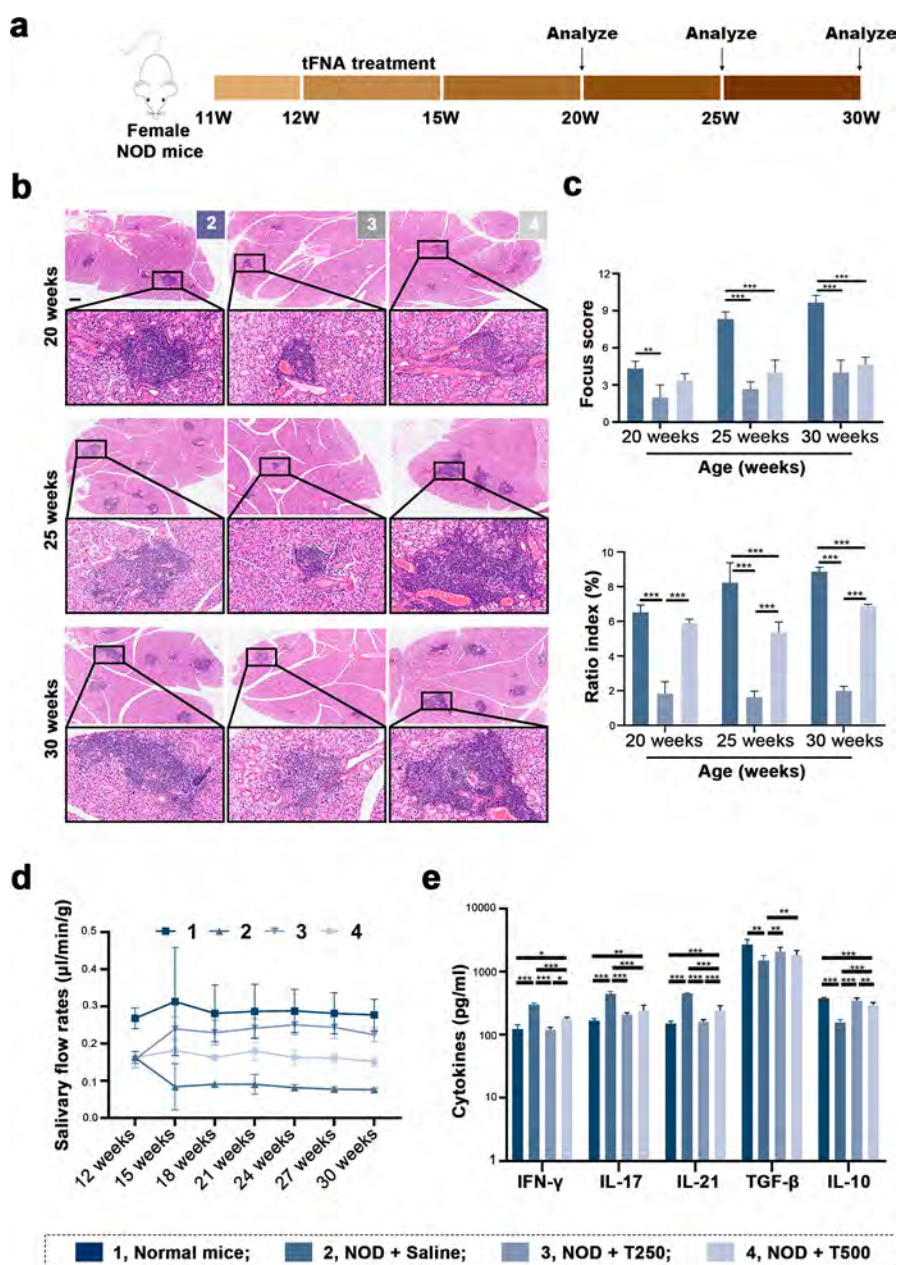 a
Analyze Analyze Analyze
tFNA treatment
Female
NOD mice
11W 12W 15W 20W 25W 30W
b
2 3 4
20 weeks
25 weeks
30 weeks
c
Focus score
12
9
6
3
0
** *** *** *** ***
20 weeks 25 weeks 30 weeks
Age (weeks)
Ratio index (%)
10
8
6
4
2
0
*** *** *** *** *** *** *** ***
20 weeks 25 weeks 30 weeks
Age (weeks)
d
Salivary flow rates (µl/min/g)
0.5
0.4
0.3
0.2
0.1
0.0
1 2 3 4
12 weeks
15 weeks
18 weeks
21 weeks
24 weeks
27 weeks
30 weeks
e
Cytokines (pg/ml)
10000
1000
100
10
1
* ** *** ** ***
*** *** *** ***
*** *** * *** *** *** *** *** ** ** *** *** **
IFN-γ IL-17 IL-21 TGF-β IL-10
1, Normal mice; 2, NOD + Saline; 3, NOD + T250; 4, NOD + T500